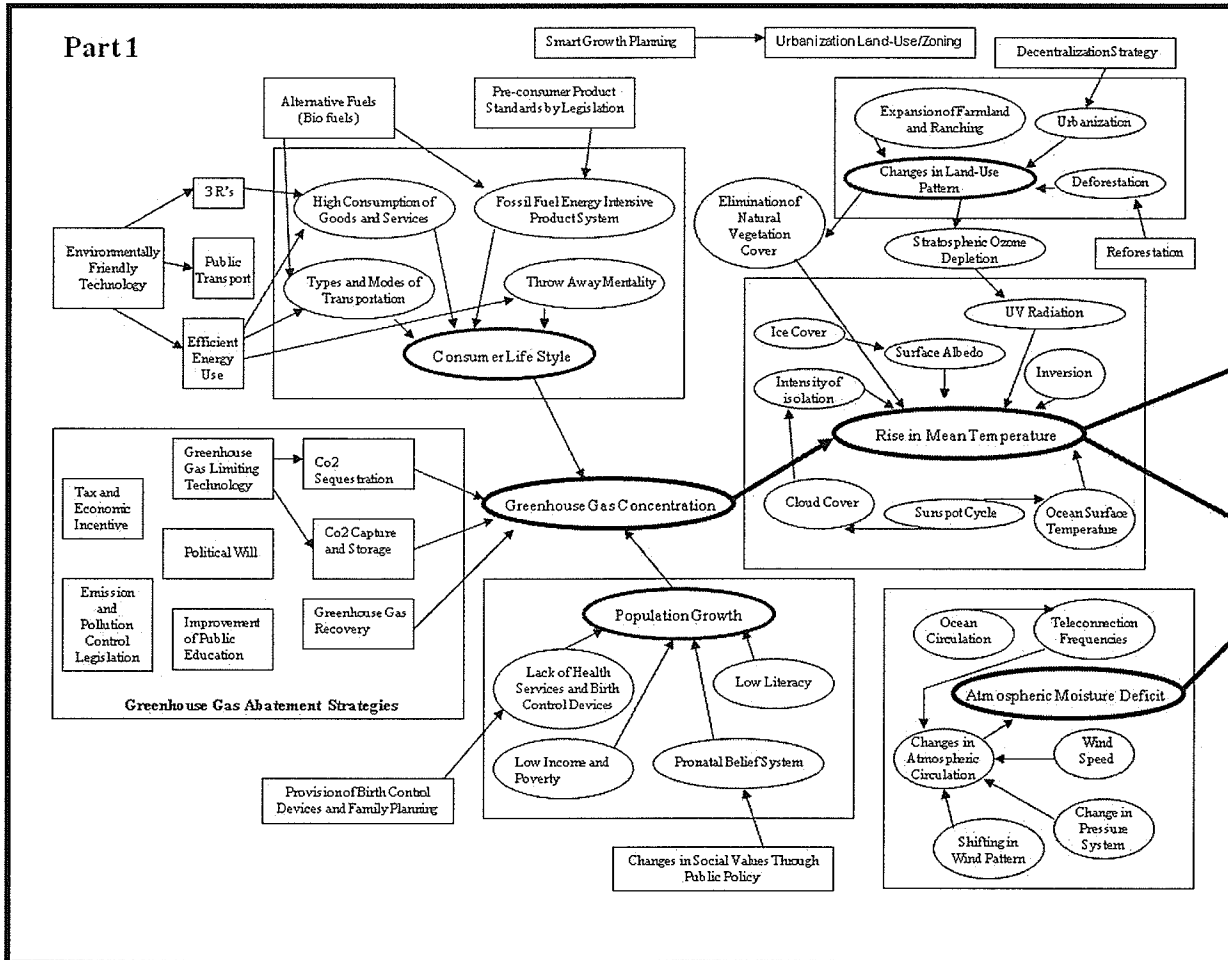 Part 1
Smart Growth Planning
Urbanization Land-Use/Zoning
Decentralization Strategy
Alternative Fuels
(Bio fuels)
Pre-consumer Product
Standards by Legislation
Expansion of Farmland
and Ranching
Urbanization
Changes in Land-Use
Pattern
Deforestation
Reforestation
3 R's
High Consumption of
Goods and Services
Fossil Fuel Energy Intensive
Product System
Elimination of
Natural
Vegetation
Cover
Stratospheric Ozone
Depletion
Environmentally
Friendly
Technology
Public
Transport
Types and Modes of
Transportation
Throw Away Mentality
Efficient
Energy
Use
Consumer Life Style
UV Radiation
Ice Cover
Surface Albedo
Inversion
Intensity of
isolation
Rise in Mean Temperature
Cloud Cover
Sunspot Cycle
Ocean Surface
Temperature
Greenhouse
Gas Limiting
Technology
Co2
Sequestration
Tax and
Economic
Incentive
Political Will
Co2 Capture
and Storage
Emission
and
Pollution
Control
Legislation
Improvement
of Public
Education
Greenhouse Gas
Recovery
Greenhouse Gas Abatement Strategies
Greenhouse Gas Concentration
Population Growth
Lack of Health
Services and Birth
Control Devices
Low Literacy
Low Income and
Poverty
Pronatal Belief System
Provision of Birth Control
Devices and Family Planning
Changes in Social Values Through
Public Policy
Ocean
Circulation
Teleconnection
Frequencies
Atmospheric Moisture Deficit
Changes in
Atmospheric
Circulation
Wind
Speed
Change in
Pressure
System
Shifting in
Wind Pattern